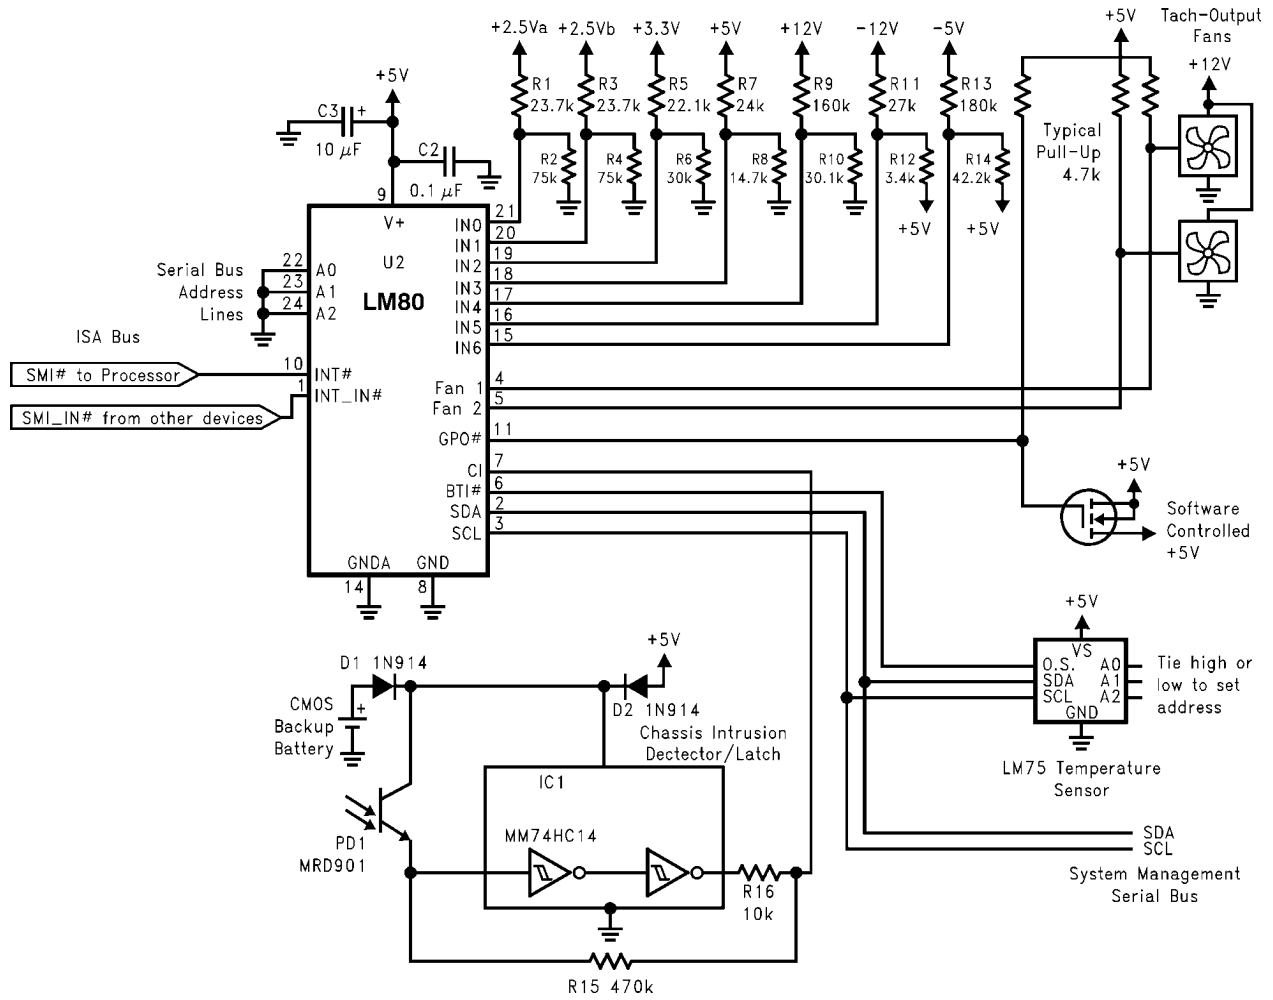 +2.5Va
+2.5Vb
+3.3V
+5V
+12V
-12V
-5V
+5V
Tach-Output
Fans
+12V
+5V
R1
23.7k
R3
23.7k
R5
22.1k
R7
24k
R9
160k
R11
27k
R13
180k
C3
+
10 µF
C2
0.1 µF
R2
75k
R4
75k
R6
30k
R8
14.7k
R10
30.1k
R12
3.4k
R14
42.2k
+5V
+5V
Typical
Pull-Up
4.7k
9
V+
U2
LM80
21
IN0
20
IN1
19
IN2
18
IN3
17
IN4
16
IN5
15
IN6
Serial Bus
Address
Lines
22
A0
23
A1
24
A2
ISA Bus
SMI# to Processor
10
INT#
1
INT_IN#
SMI_IN# from other devices
4
Fan 1
5
Fan 2
11
GPO#
7
CI
6
BTI#
2
SDA
3
SCL
GNDA
GND
14
8
+5V
Software
Controlled
+5V
+5V
VS
O.S.
A0
SDA
A1
SCL
A2
GND
Tie high or
low to set
address
LM75 Temperature
Sensor
D1 1N914
+5V
D2 1N914
CMOS
Backup
Battery
+
Chassis Intrusion
Dectector/Latch
IC1
MM74HC14
PD1
MRD901
R16
10k
R15 470k
SDA
SCL
System Management
Serial Bus